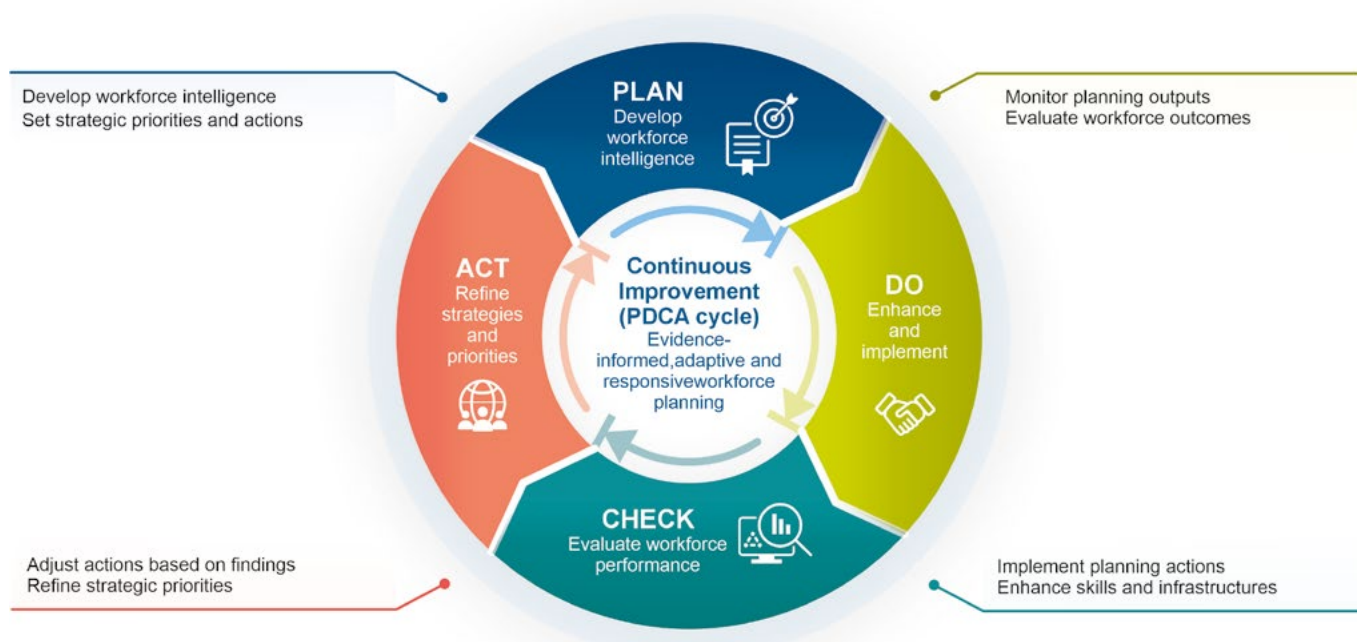 Develop workforce intelligence
Set strategic priorities and actions
PLAN
Develop
workforce
intelligence
Monitor planning outputs
Evaluate workforce outcomes
ACT
Refine
strategies
and
priorities
Continuous
Improvement
(PDCA cycle)
Evidence-
informed,adaptive and
responsiveworkforce
planning
DO
Enhance
and
implement
CHECK
Evaluate workforce
performance
Adjust actions based on findings
Refine strategic priorities
Implement planning actions
Enhance skills and infrastructures